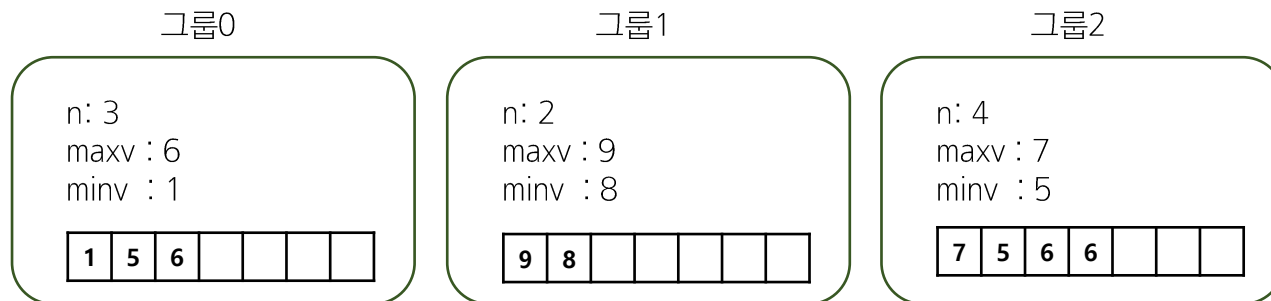 그룹0
n: 3
maxv : 6
minv : 1
1 5 6
그룹1
n: 2
maxv : 9
minv : 8
9 8
그룹2
n: 4
maxv : 7
minv : 5
7 5 6 6